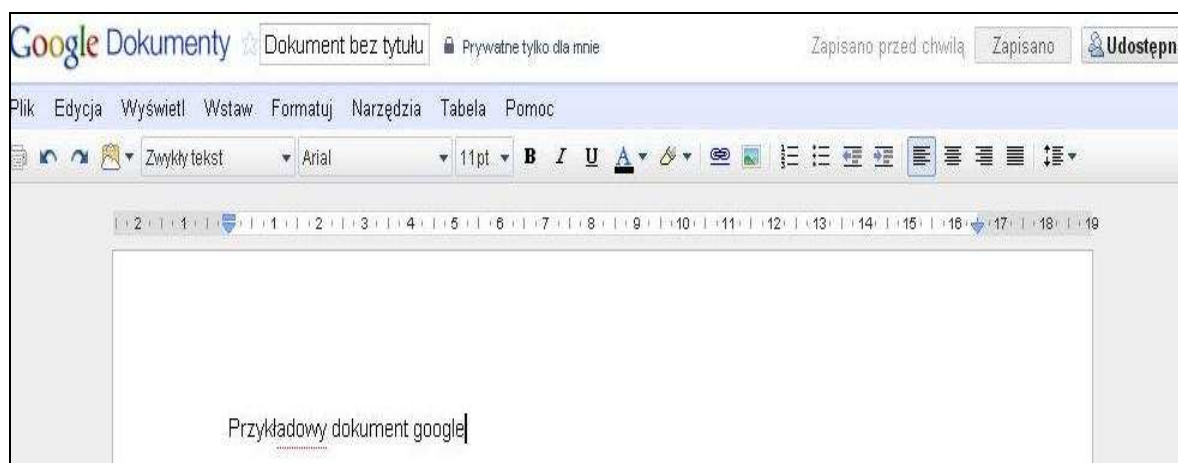 Google Dokumenty Dokument bez tytułu Prywatne tylko dla mnie Zapisano przed chwilą Zapisano Udostępn
Plik Edycja Wyświetl Wstaw Formatuj Narzędzia Tabela Pomoc
Zwykły tekst Arial 11pt B I U A
2 1 1 2 3 4 5 6 7 8 9 10 11 12 13 14 15 16 17 18 19
Przykładowy dokument google